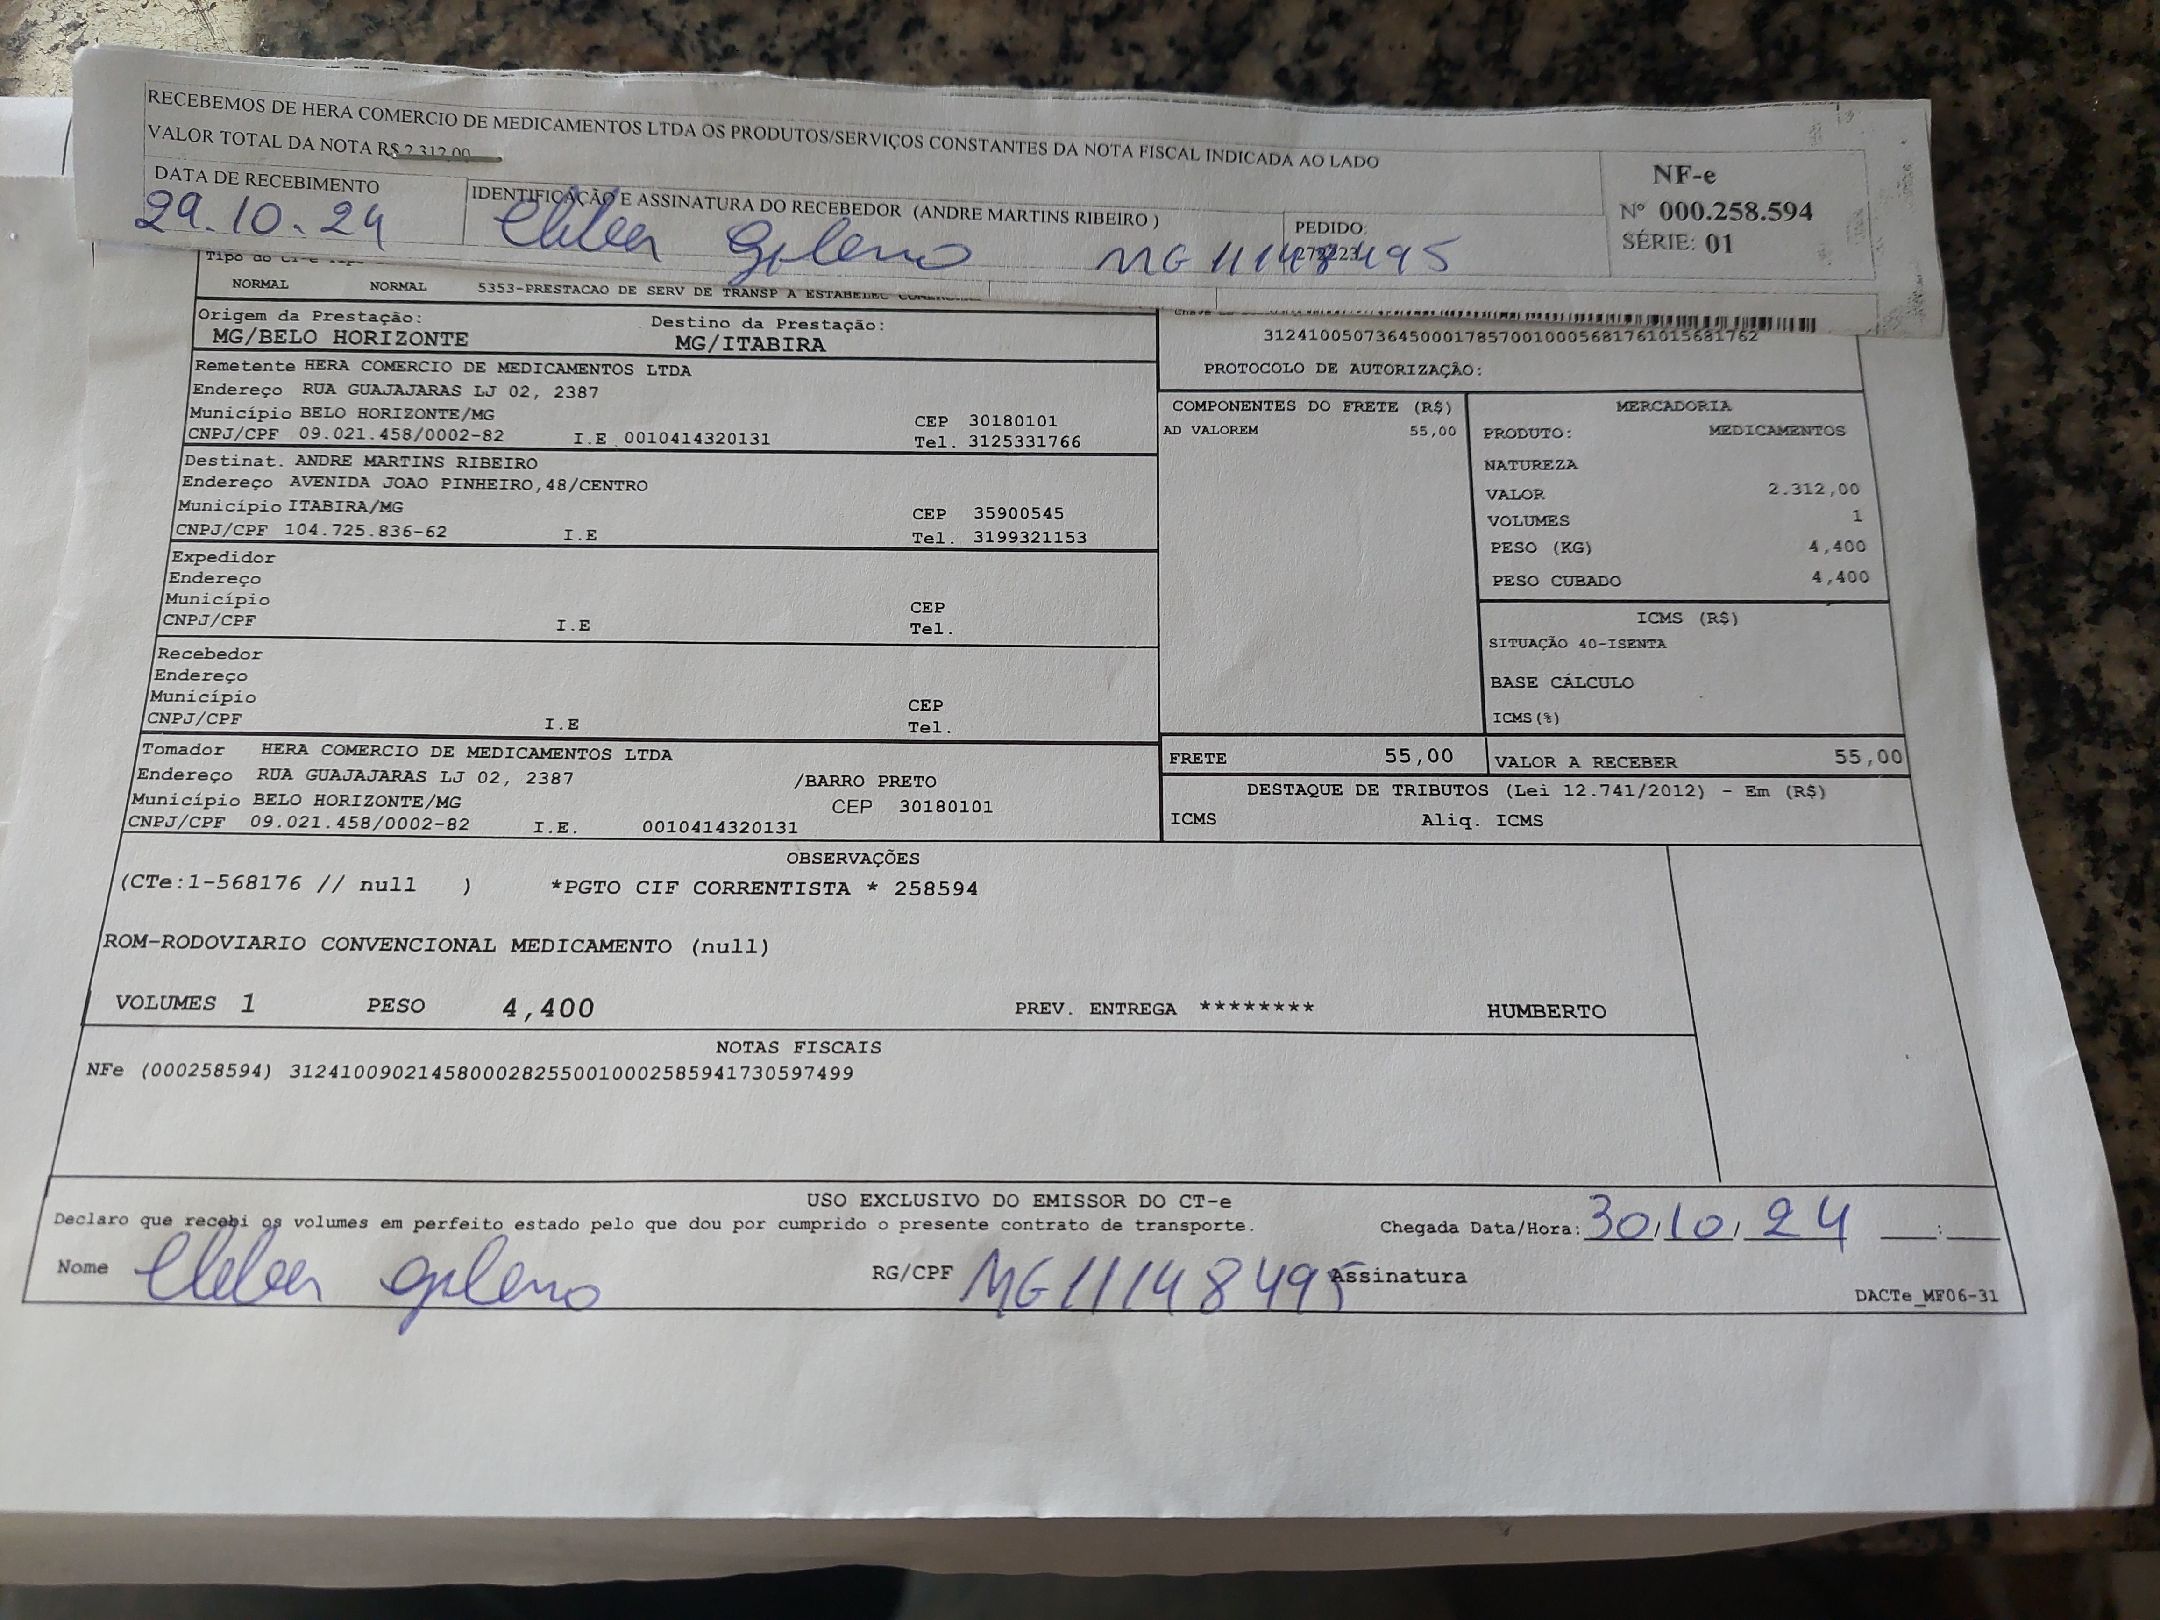 RECEBEMOS DE HERA COMERCIO DE MEDICAMENTOS LTDA OS PRODUTOS/SERVIÇOS CONSTANTES DA NOTA FISCAL INDICADA AO LADO
VALOR TOTAL DA NOTA R$ 2.312,00
DATA DE RECEBIMENTO
29.10.24
IDENTIFICAÇÃO E ASSINATURA DO RECEBEDOR (ANDRE MARTINS RIBEIRO )
MG 11148495
PEDIDO:
NF-e
Nº 000.258.594
SÉRIE: 01
NORMAL NORMAL 5353-PRESTACAO DE SERV DE TRANSP A ESTABELEC
Origem da Prestação: Destino da Prestação:
MG/BELO HORIZONTE MG/ITABIRA
31241005073645000178570010005681761015681762
PROTOCOLO DE AUTORIZAÇÃO:
Remetente HERA COMERCIO DE MEDICAMENTOS LTDA
Endereço RUA GUAJAJARAS LJ 02, 2387
Município BELO HORIZONTE/MG CEP 30180101
CNPJ/CPF 09.021.458/0002-82 I.E 0010414320131 Tel. 3125331766
Destinat. ANDRE MARTINS RIBEIRO
Endereço AVENIDA JOAO PINHEIRO,48/CENTRO
Município ITABIRA/MG CEP 35900545
CNPJ/CPF 104.725.836-62 I.E Tel. 3199321153
Expedidor
Endereço
Município CEP
CNPJ/CPF I.E Tel.
Recebedor
Endereço
Município CEP
CNPJ/CPF I.E Tel.
Tomador HERA COMERCIO DE MEDICAMENTOS LTDA
Endereço RUA GUAJAJARAS LJ 02, 2387 /BARRO PRETO
Município BELO HORIZONTE/MG CEP 30180101
CNPJ/CPF 09.021.458/0002-82 I.E. 0010414320131
COMPONENTES DO FRETE (R$)
AD VALOREM 55,00
MERCADORIA
PRODUTO: MEDICAMENTOS
NATUREZA
VALOR 2.312,00
VOLUMES 1
PESO (KG) 4,400
PESO CUBADO 4,400
ICMS (R$)
SITUAÇÃO 40-ISENTA
BASE CÁLCULO
ICMS(%)
FRETE 55,00 VALOR A RECEBER 55,00
DESTAQUE DE TRIBUTOS (Lei 12.741/2012) - Em (R$)
ICMS Aliq. ICMS
OBSERVAÇÕES
(CTe:1-568176 // null ) *PGTO CIF CORRENTISTA * 258594
ROM-RODOVIARIO CONVENCIONAL MEDICAMENTO (null)
VOLUMES 1 PESO 4,400 PREV. ENTREGA ******** HUMBERTO
NOTAS FISCAIS
NFe (000258594) 31241009021458000282550010002585941730597499
USO EXCLUSIVO DO EMISSOR DO CT-e
Declaro que recebi os volumes em perfeito estado pelo que dou por cumprido o presente contrato de transporte. Chegada Data/Hora: 30/10/24 __:__
Nome RG/CPF MG11148495 Assinatura
DACTe_MF06-31